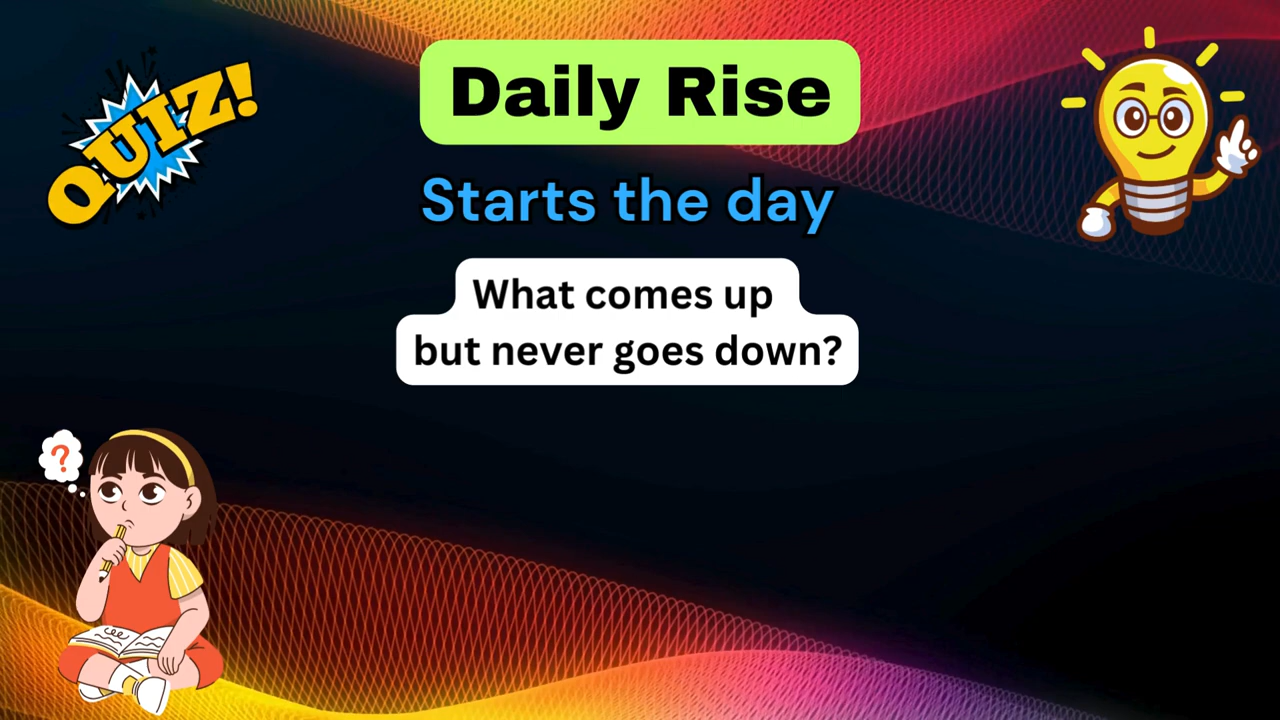 QUIZ!
Daily Rise
Starts the day
What comes up
but never goes down?
?